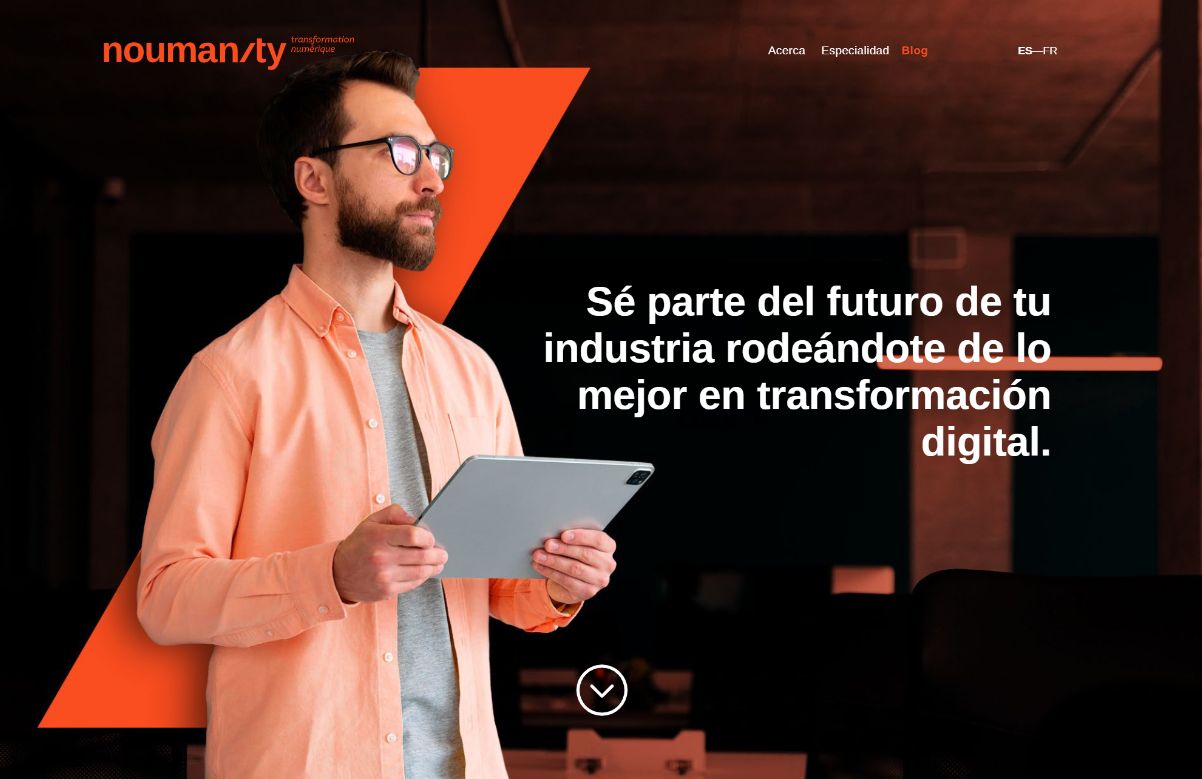 noumanity transformation
numérique
Acerca Especialidad Blog ES—FR
Sé parte del futuro de tu
industria rodeándote de lo
mejor en transformación
digital.